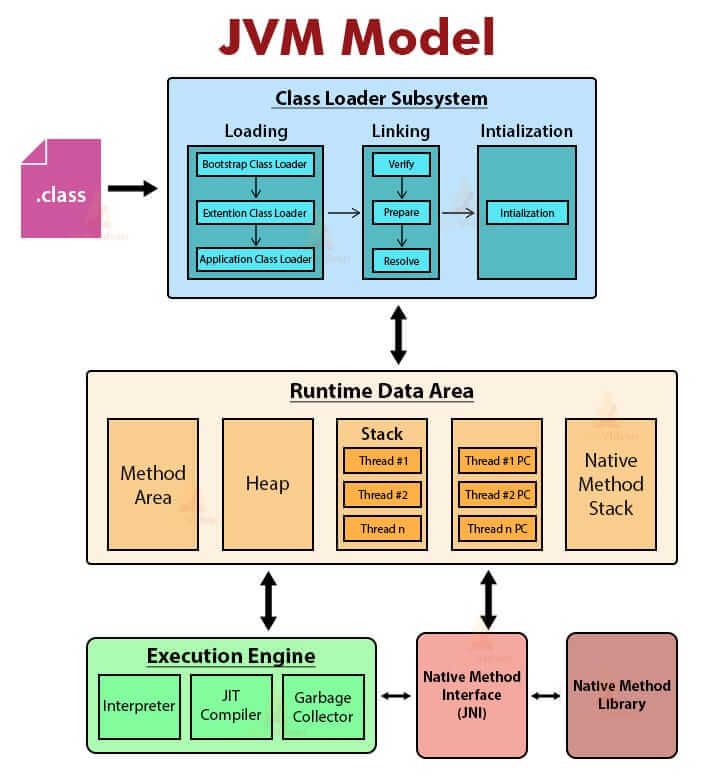 JVM Model
.class
Class Loader Subsystem
Loading
Bootstrap Class Loader
Extention Class Loader
Application Class Loader
Linking
Verify
Prepare
Resolve
Intialization
Intialization
Runtime Data Area
Method
Area
Heap
Stack
Thread #1
Thread #2
Thread n
Thread #1 PC
Thread #2 PC
Thread n PC
Native
Method
Stack
Execution Engine
Interpreter
JIT
Compiler
Garbage
Collector
Native Method
Interface
(JNI)
Native Method
Library